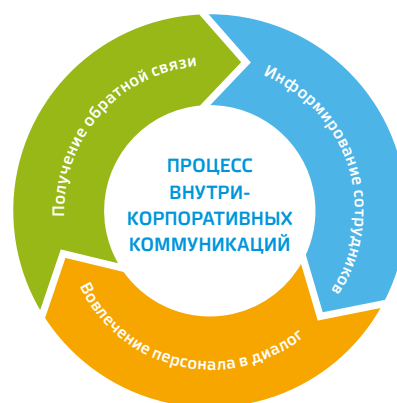 Получение обратной связи
Информирование сотрудников
ПРОЦЕСС
ВНУТРИ-
КОРПОРАТИВНЫХ
КОММУНИКАЦИЙ
Вовлечение персонала в диалог